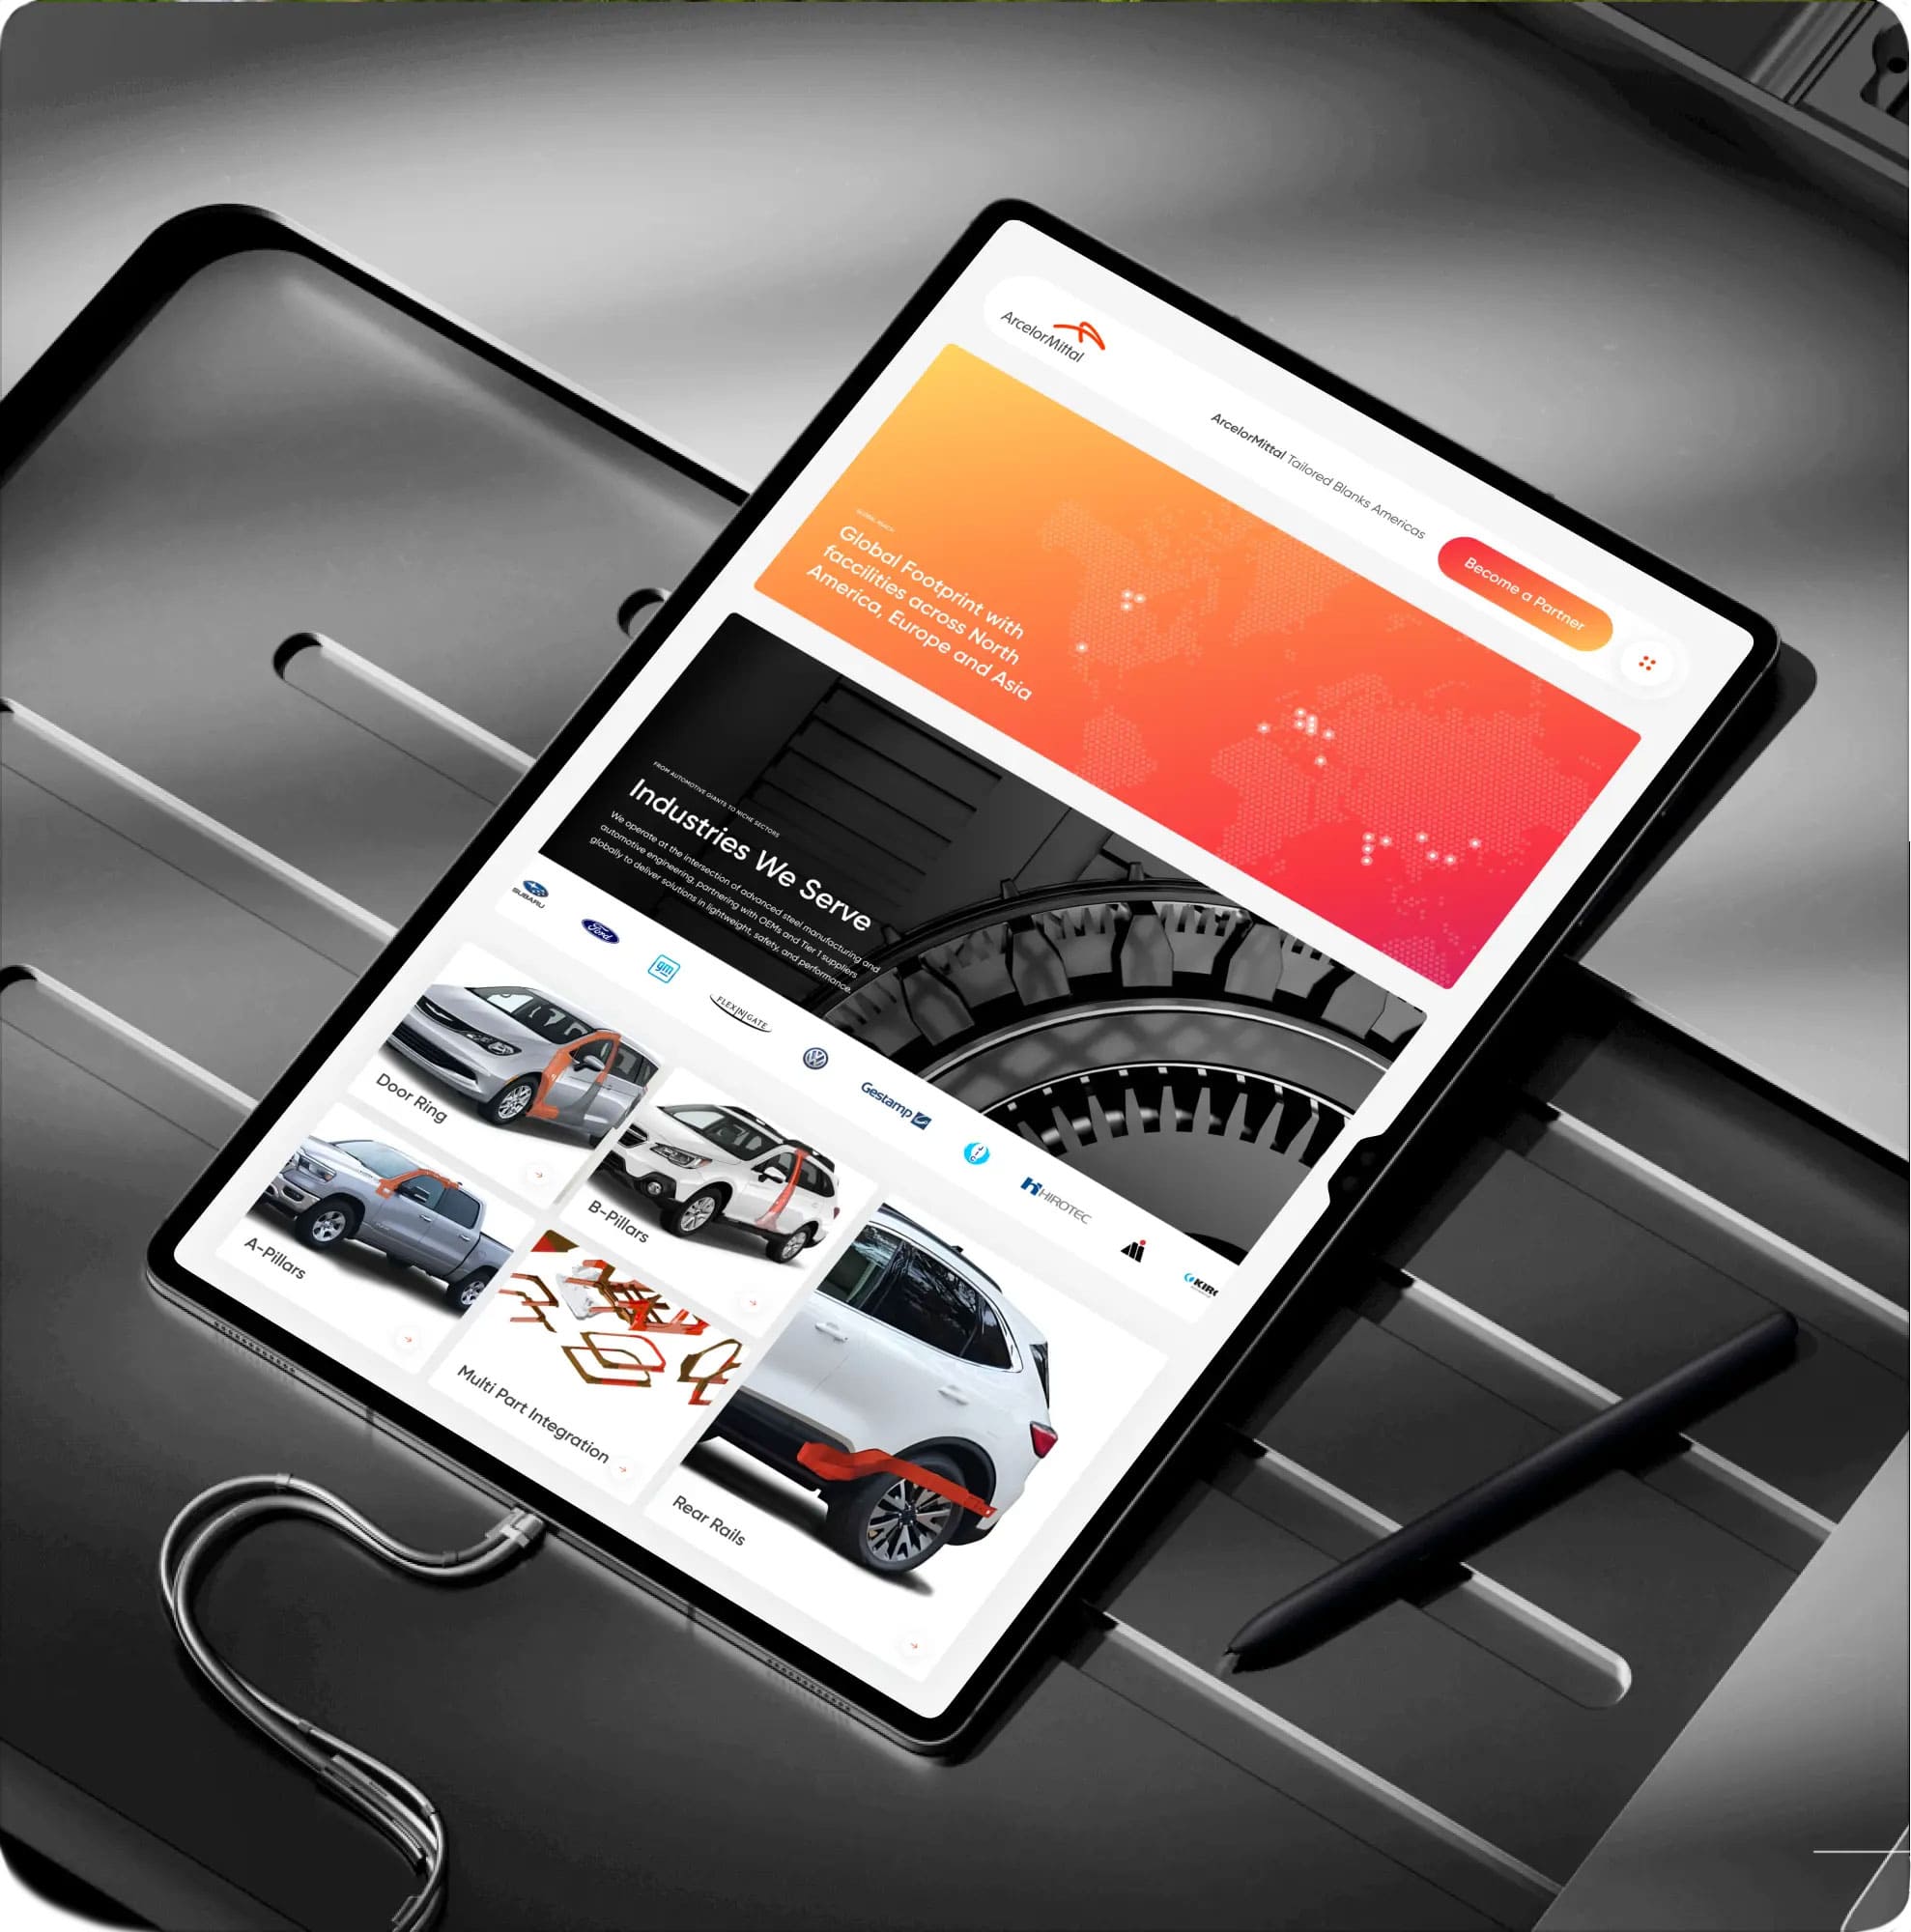 ArcelorMittal
ArcelorMittal Tailored Blanks Americas
Become a Partner
GLOBAL REACH
Global Footprint with
faccilities across North
America, Europe and Asia
FROM AUTOMOTIVE GIANTS TO NICHE SECTORS
Industries We Serve
We operate at the intersection of advanced steel manufacturing and
automotive engineering, partnering with OEMs and Tier 1 suppliers
globally to deliver solutions in lightweight, safety, and performance.
SUBARU
Ford
gm
FLEX|N|GATE
Gestamp
HIROTEC
Door Ring
B-Pillars
A-Pillars
Multi Part Integration
Rear Rails